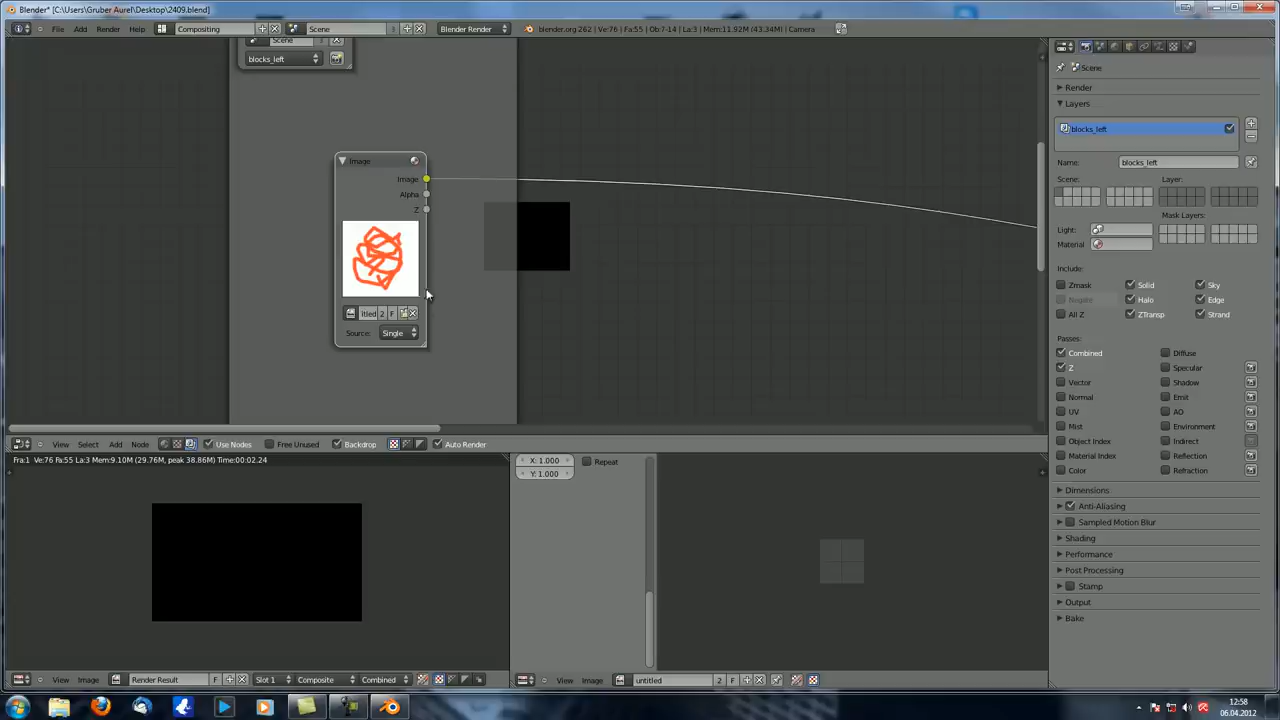 Blender* [C:\Users\Gruber Aurel\Desktop\2409.blend]
File Add Render Help Compositing Scene 3 Blender Render blender.org 262 | Ve:76 | Fa:55 | Ob:7-14 | La:3 | Mem:11.92M (43.34M) | Camera
Scene
blocks_left
Image
Image
Alpha
Z
itled 2 F
Source: Single
View Select Add Node Use Nodes Free Unused Backdrop Auto Render
Fra:1 Ve:76 Fa:55 La:3 Mem:9.10M (29.76M, peak 38.86M) Time:00:02.24
X: 1.000 Repeat
Y: 1.000
View Image Render Result F Slot 1 Composite Combined
View Image untitled 2 F
Scene
Render
Layers
blocks_left
Name: blocks_left
Scene: Layer:
Mask Layers:
Light:
Material
Include:
Zmask Solid Sky
Negate Halo Edge
All Z ZTransp Strand
Passes:
Combined Diffuse
Z Specular
Vector Shadow
Normal Emit
UV AO
Mist Environment
Object Index Indirect
Material Index Reflection
Color Refraction
Dimensions
Anti-Aliasing
Sampled Motion Blur
Shading
Performance
Post Processing
Stamp
Output
Bake
12:58
06.04.2012